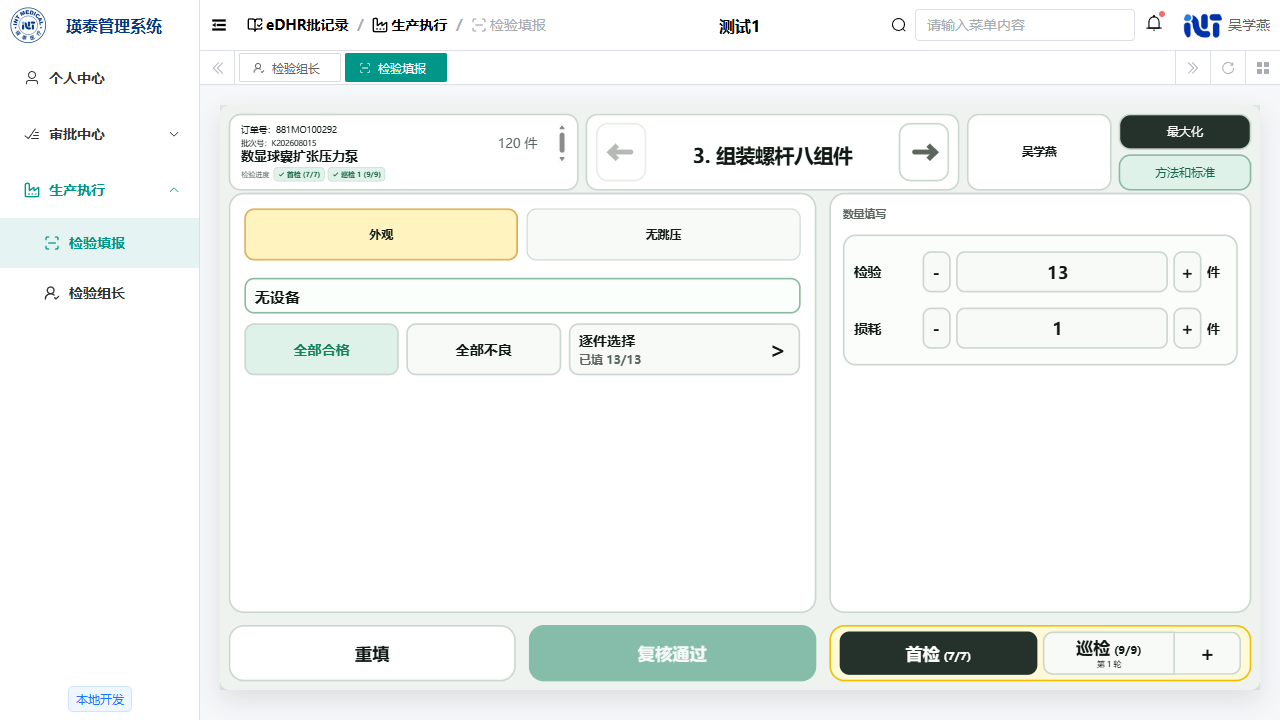 瑛泰管理系统
eDHR批记录 / 生产执行 / 检验填报
测试1
请输入菜单内容
吴学燕
检验组长
检验填报
个人中心
审批中心
生产执行
检验填报
检验组长
本地开发
订单号: 881MO100292
批次号: K202608015
数显球囊扩张压力泵
检验进度 ✓ 首检 (7/7) ✓ 巡检 1 (9/9)
120 件
3. 组装螺杆八组件
吴学燕
最大化
方法和标准
外观
无跳压
无设备
全部合格
全部不良
逐件选择
已填 13/13
>
数量填写
检验 - 13 + 件
损耗 - 1 + 件
重填
复核通过
首检 (7/7)
巡检 (9/9)
第 1 轮
+